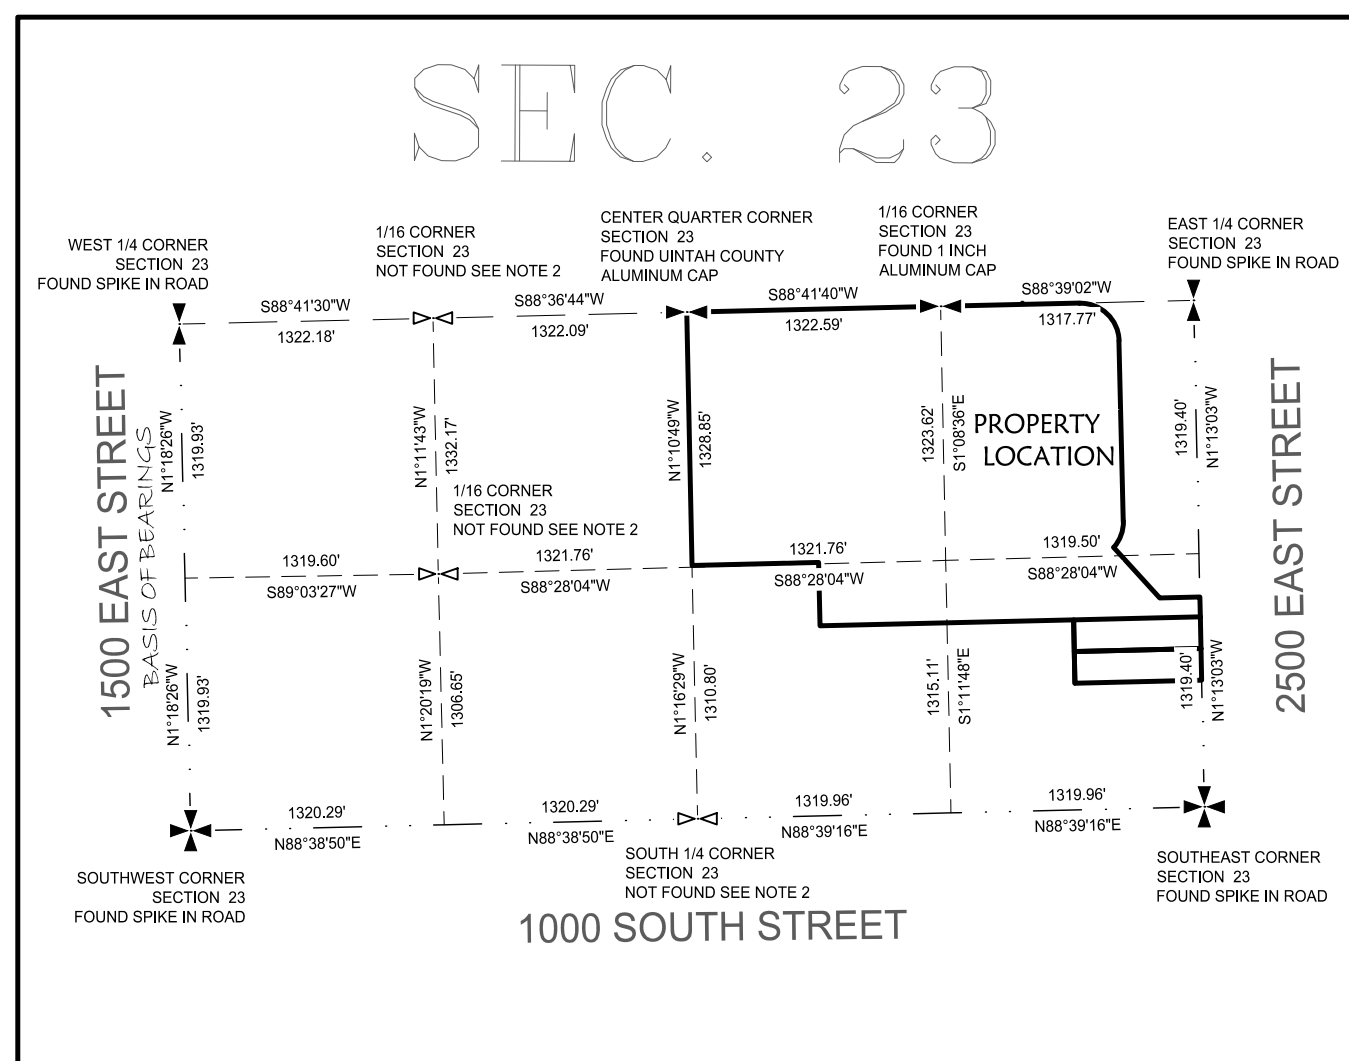 SEC. 23
WEST 1/4 CORNER
SECTION 23
FOUND SPIKE IN ROAD
1/16 CORNER
SECTION 23
NOT FOUND SEE NOTE 2
CENTER QUARTER CORNER
SECTION 23
FOUND UINTAH COUNTY
ALUMINUM CAP
1/16 CORNER
SECTION 23
FOUND 1 INCH
ALUMINUM CAP
EAST 1/4 CORNER
SECTION 23
FOUND SPIKE IN ROAD
S88°41'30"W
1322.18'
S88°36'44"W
1322.09'
S88°41'40"W
1322.59'
S88°39'02"W
1317.77'
1500 EAST STREET
BASIS OF BEARINGS
N1°18'26"W
1319.93'
N1°11'43"W
1332.17'
N1°10'49"W
1328.85'
1323.62'
S1°08'36"E
PROPERTY
LOCATION
1319.40'
N1°13'03"W
2500 EAST STREET
1/16 CORNER
SECTION 23
NOT FOUND SEE NOTE 2
1319.60'
S89°03'27"W
1321.76'
S88°28'04"W
1321.76'
S88°28'04"W
1319.50'
S88°28'04"W
N1°18'26"W
1319.93'
N1°20'19"W
1306.65'
N1°16'29"W
1310.80'
1315.11'
S1°11'48"E
1319.40'
N1°13'03"W
1320.29'
N88°38'50"E
1320.29'
N88°38'50"E
1319.96'
N88°39'16"E
1319.96'
N88°39'16"E
SOUTHWEST CORNER
SECTION 23
FOUND SPIKE IN ROAD
SOUTH 1/4 CORNER
SECTION 23
NOT FOUND SEE NOTE 2
SOUTHEAST CORNER
SECTION 23
FOUND SPIKE IN ROAD
1000 SOUTH STREET